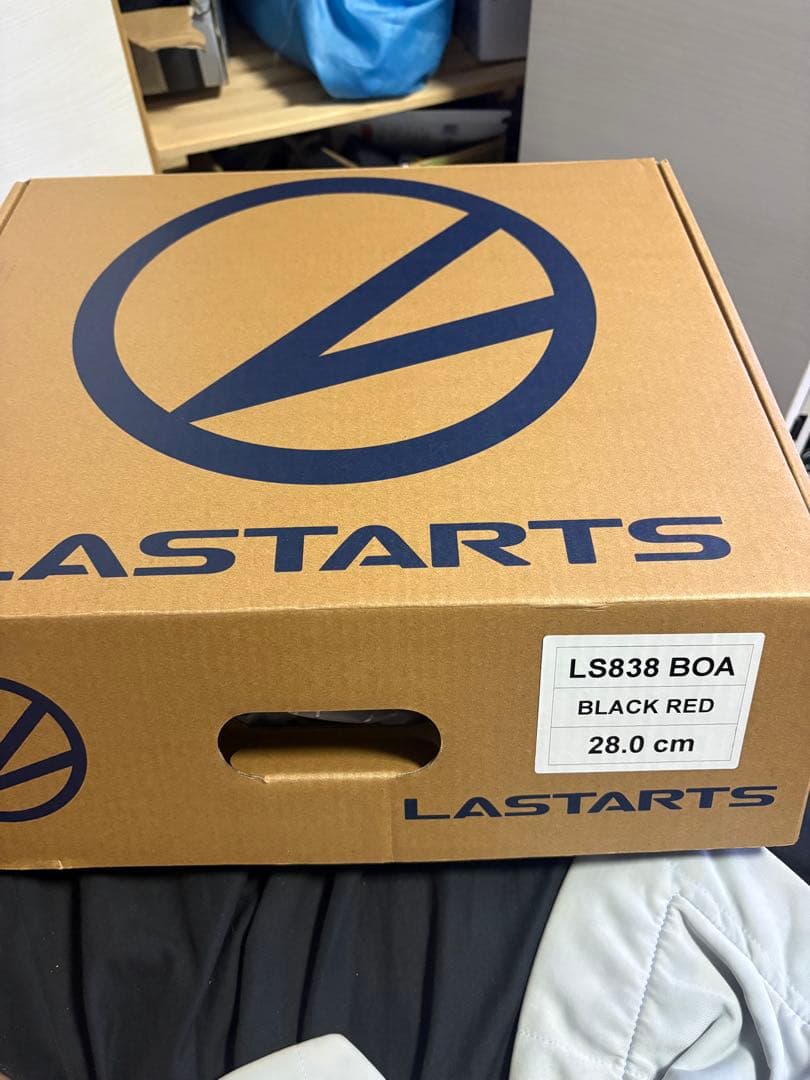 LASTARTS
LS838 BOA
BLACK RED
28.0 cm
LASTARTS